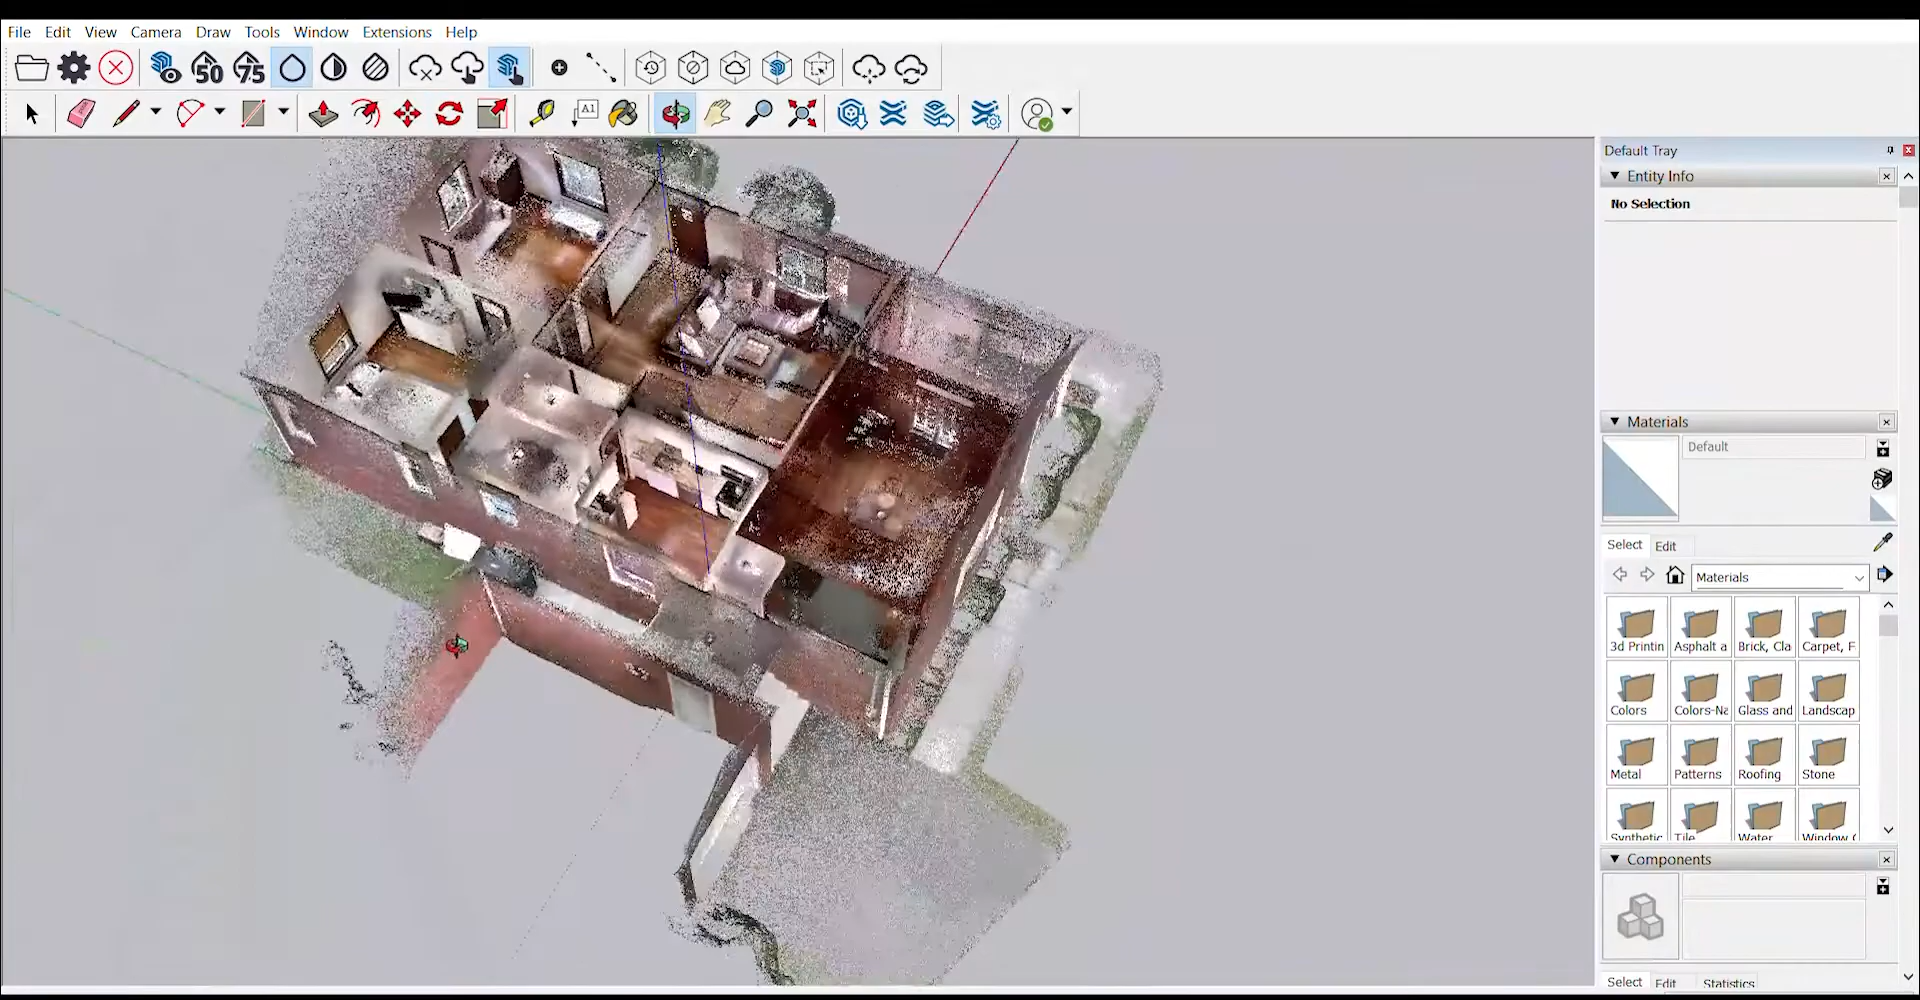 File Edit View Camera Draw Tools Window Extensions Help
50 75
A1
Default Tray
Entity Info
No Selection
Materials
Default
Select Edit
Materials
3d Printin Asphalt a Brick, Cla Carpet, F
Colors Colors-Na Glass and Landscap
Metal Patterns Roofing Stone
Synthetic Tile Water Window (
Components
Select Edit Statistics